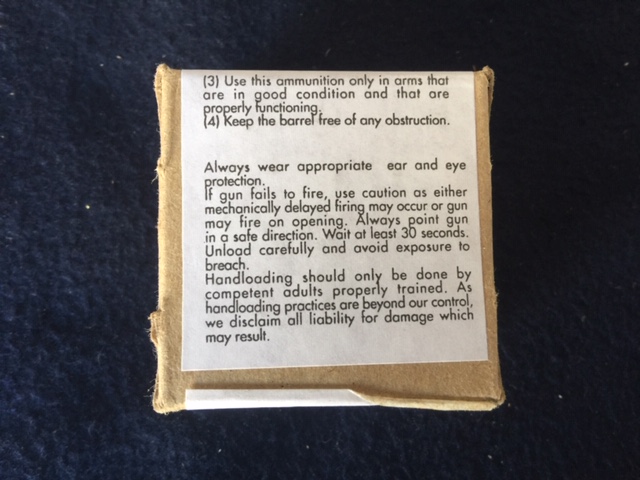 (3) Use this ammunition only in arms that
are in good condition and that are
properly functioning.
(4) Keep the barrel free of any obstruction.
Always wear appropriate ear and eye
protection.
If gun fails to fire, use caution as either
mechanically delayed firing may occur or gun
may fire on opening. Always point gun
in a safe direction. Wait at least 30 seconds.
Unload carefully and avoid exposure to
breach.
Handloading should only be done by
competent adults properly trained. As
handloading practices are beyond our control,
we disclaim all liability for damage which
may result.